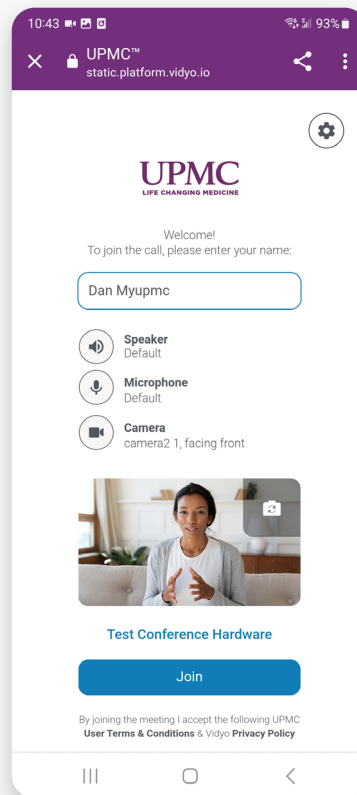 10:43 93%
UPMC™
static.platform.vidyo.io
UPMC
LIFE CHANGING MEDICINE
Welcome!
To join the call, please enter your name:
Dan Myupmc
Speaker
Default
Microphone
Default
Camera
camera2 1, facing front
Test Conference Hardware
Join
By joining the meeting I accept the following UPMC
User Terms & Conditions & Vidyo Privacy Policy